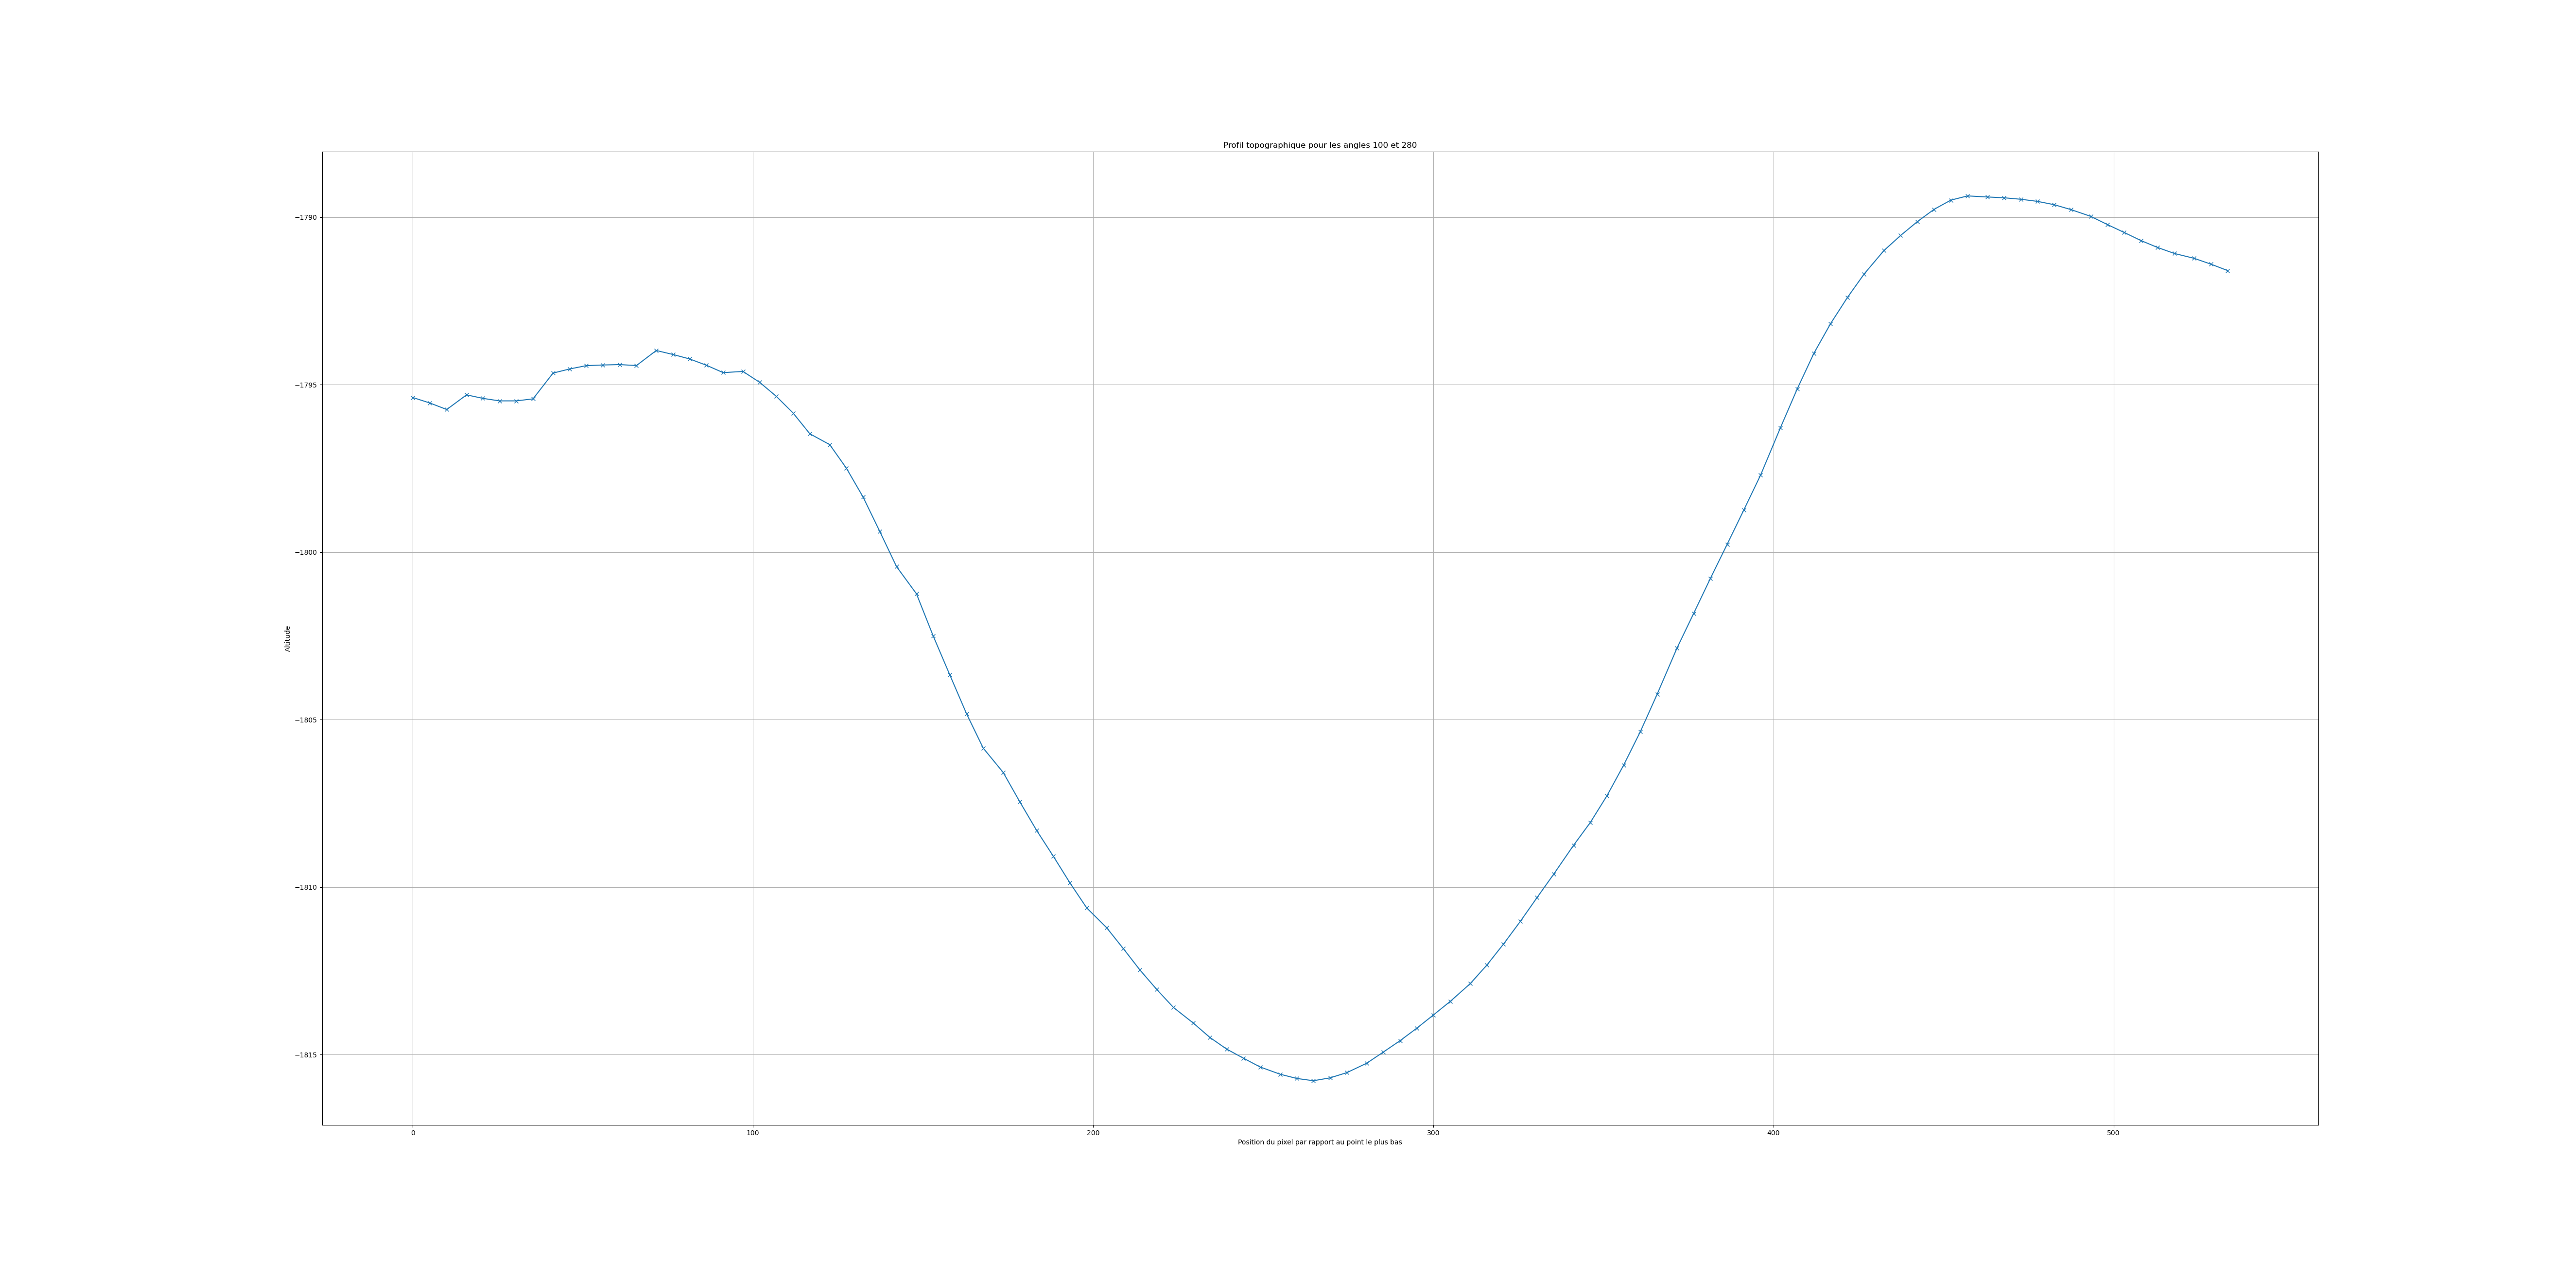 Profil topographique pour les angles 100 et 280
−1790
−1795
−1800
−1805
−1810
−1815
Altitude
0 100 200 300 400 500
Position du pixel par rapport au point le plus bas